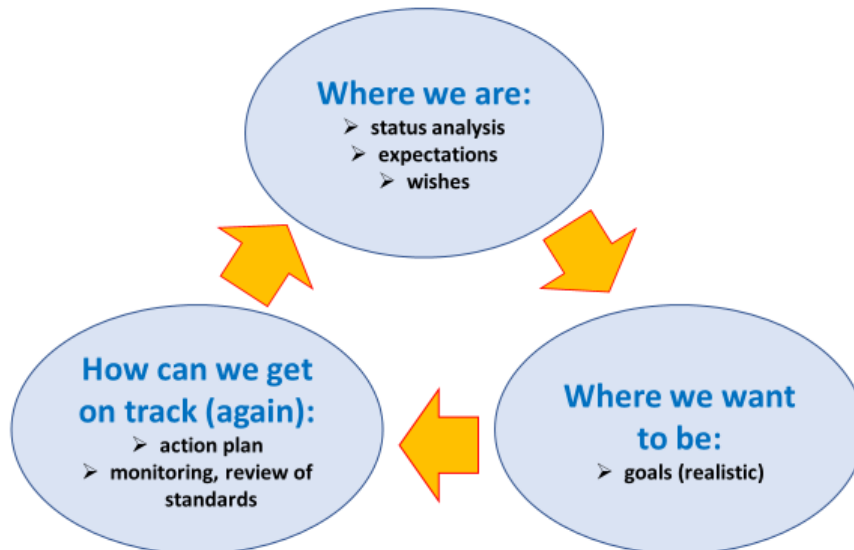 Where we are:
➢ status analysis
➢ expectations
➢ wishes
How can we get
on track (again):
➢ action plan
➢ monitoring, review of
standards
Where we want
to be:
➢ goals (realistic)